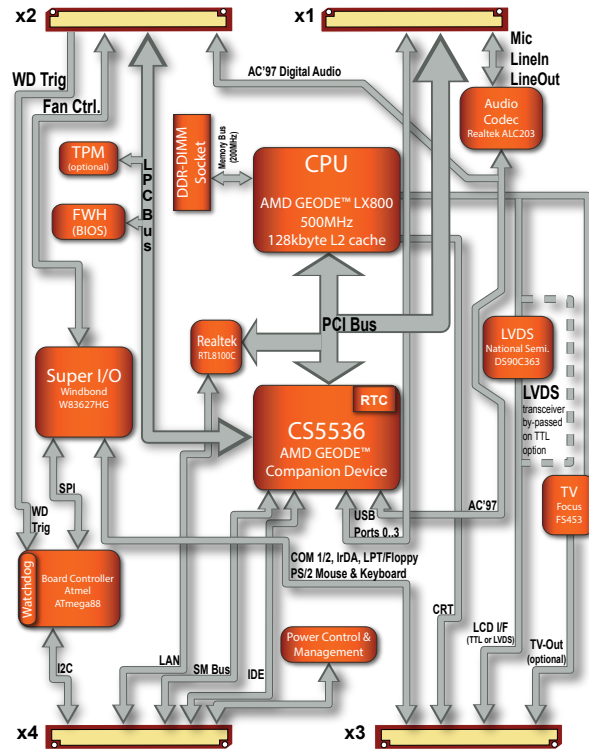 x2
x1
Mic
LineIn
LineOut
WD Trig
AC'97 Digital Audio
Fan Ctrl.
Audio
Codec
Realtek ALC203
TPM
(optional)
LPC Bus
DDR-DIMM
Socket
Memory Bus
(200MHz)
CPU
AMD GEODE™ LX800
500MHz
128kbyte L2 cache
FWH
(BIOS)
PCI Bus
Realtek
RTL8100C
LVDS
National Semi.
DS90C363
Super I/O
Windbond
W83627HG
RTC
CS5536
AMD GEODE™
Companion Device
LVDS
transceiver
by-passed
on TTL
option
SPI
TV
Focus
FS453
AC'97
USB
Ports 0..3
WD
Trig
Watchdog
Board Controller
Atmel
ATmega88
COM 1/2, IrDA, LPT/Floppy
PS/2 Mouse & Keyboard
CRT
LCD I/F
(TTL or LVDS)
TV-Out
(optional)
Power Control &
Management
I2C
LAN
SM Bus
IDE
x4
x3